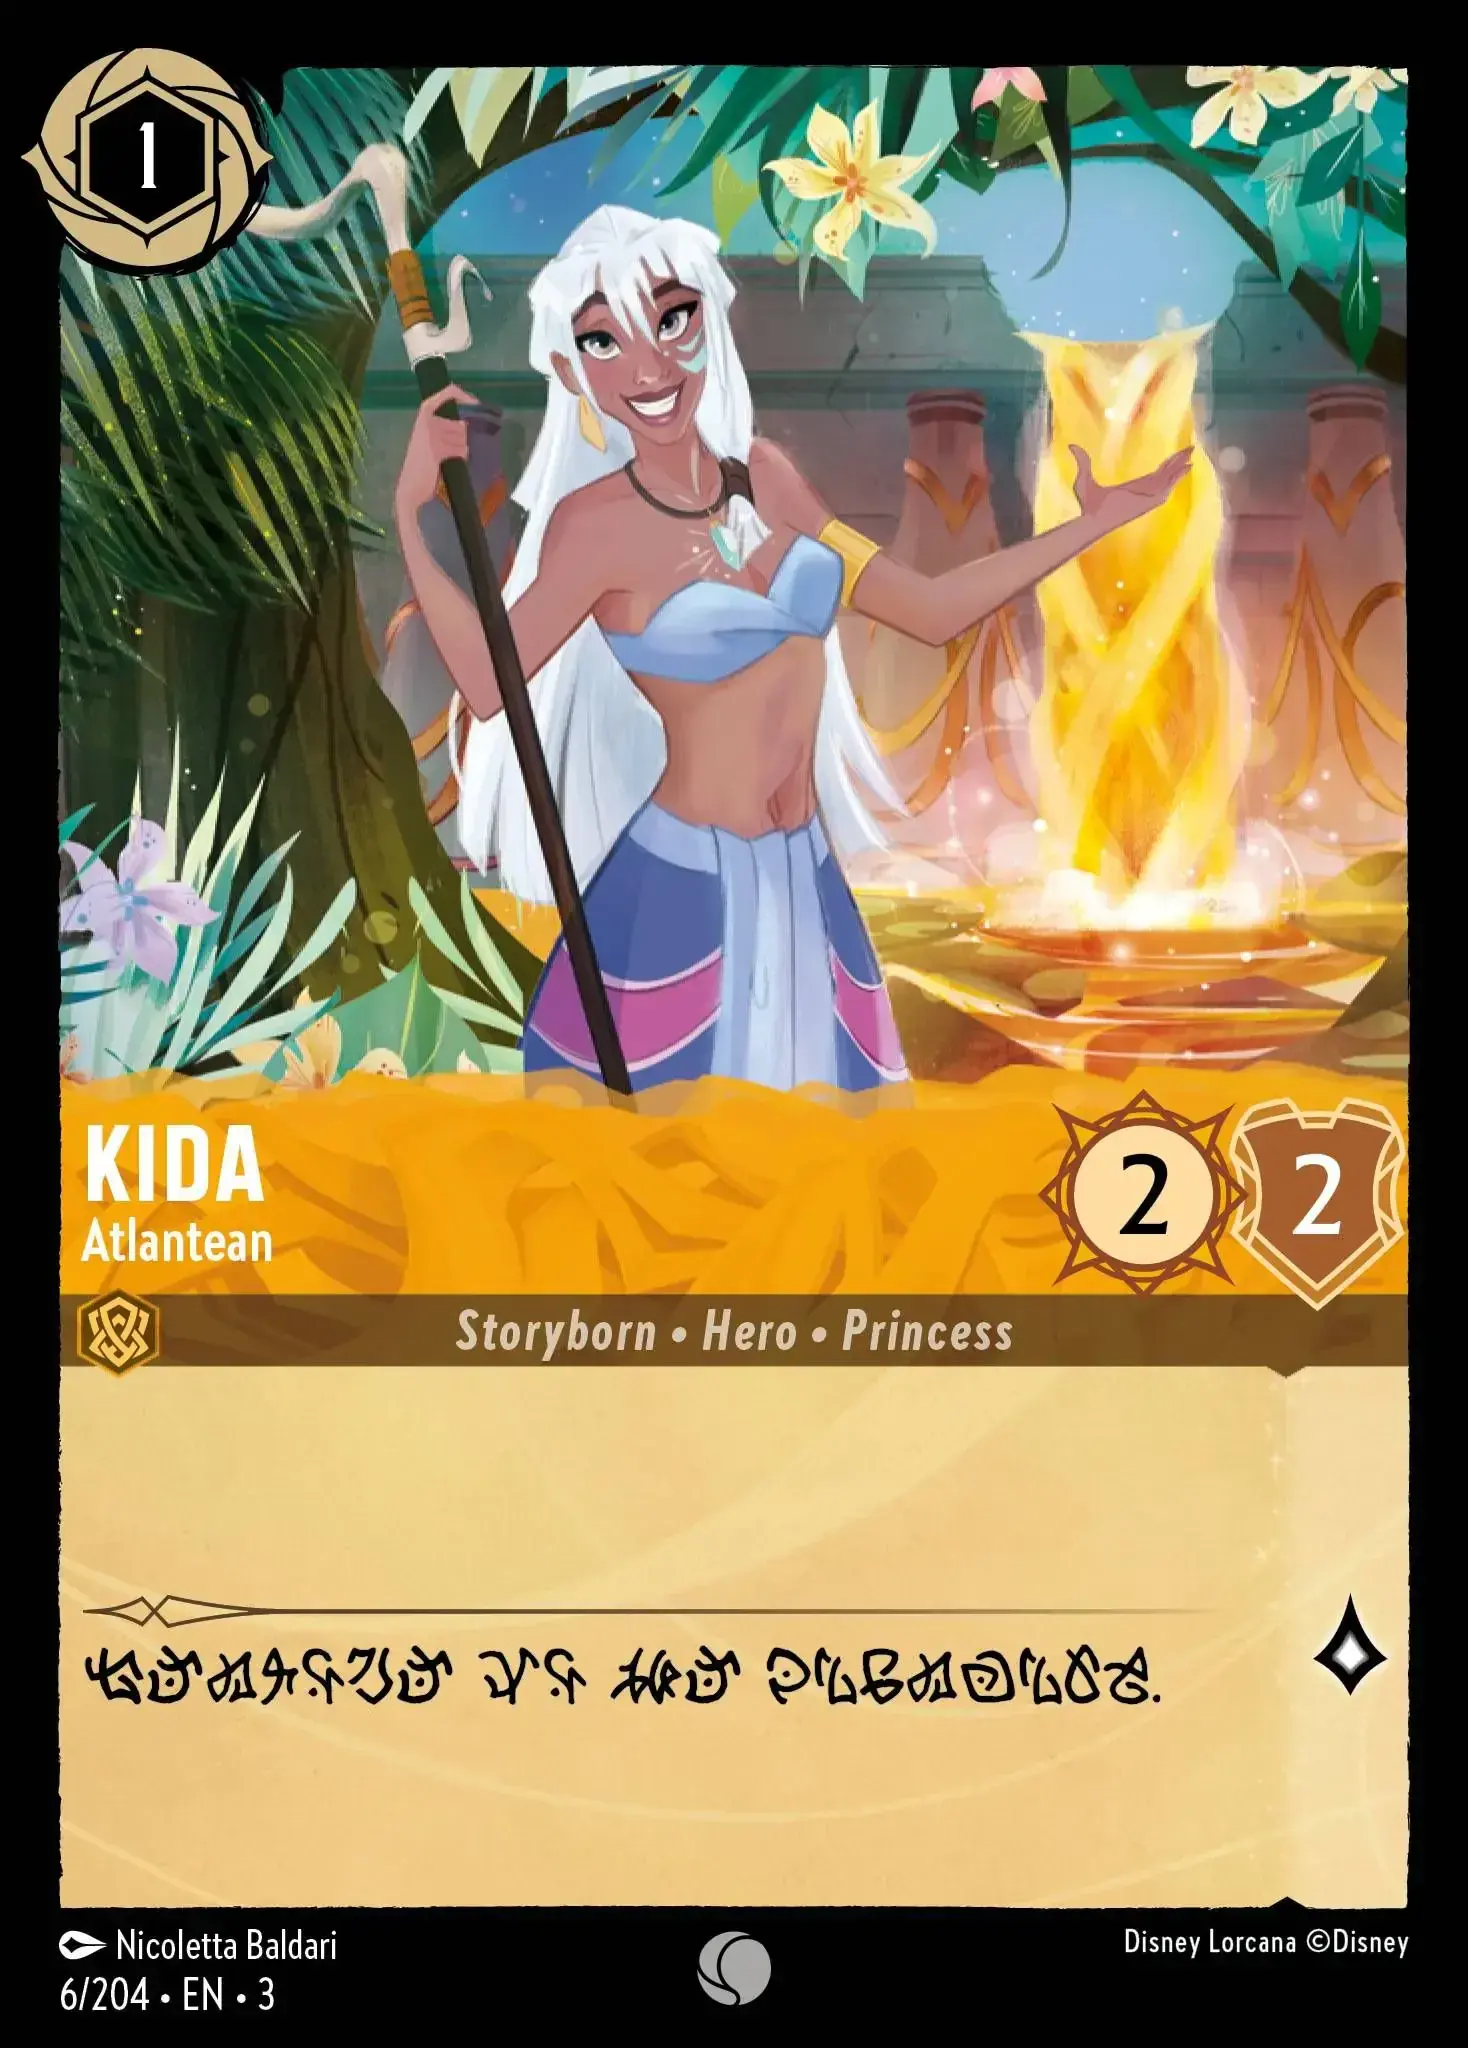 1
KIDA
Atlantean
2
2
Storyborn • Hero • Princess
Nicoletta Baldari
Disney Lorcana ©Disney
6/204 • EN • 3